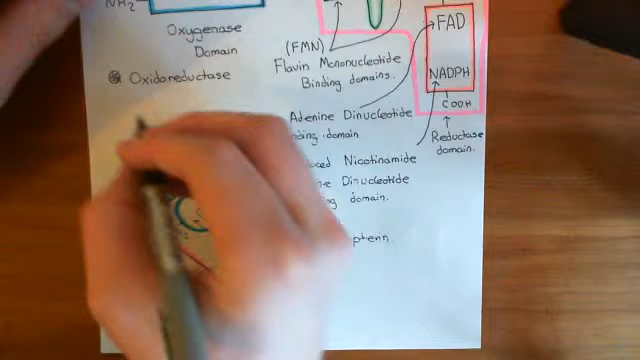 NH2
Oxygenase
Domain
Oxidoreductase
(FMN)
Flavin Mononucleotide
Binding domains.
FAD
NADPH
COOH
Reductase
domain.
Adenine Dinucleotide
domain
Nicotinamide
Dinucleotide
domain.